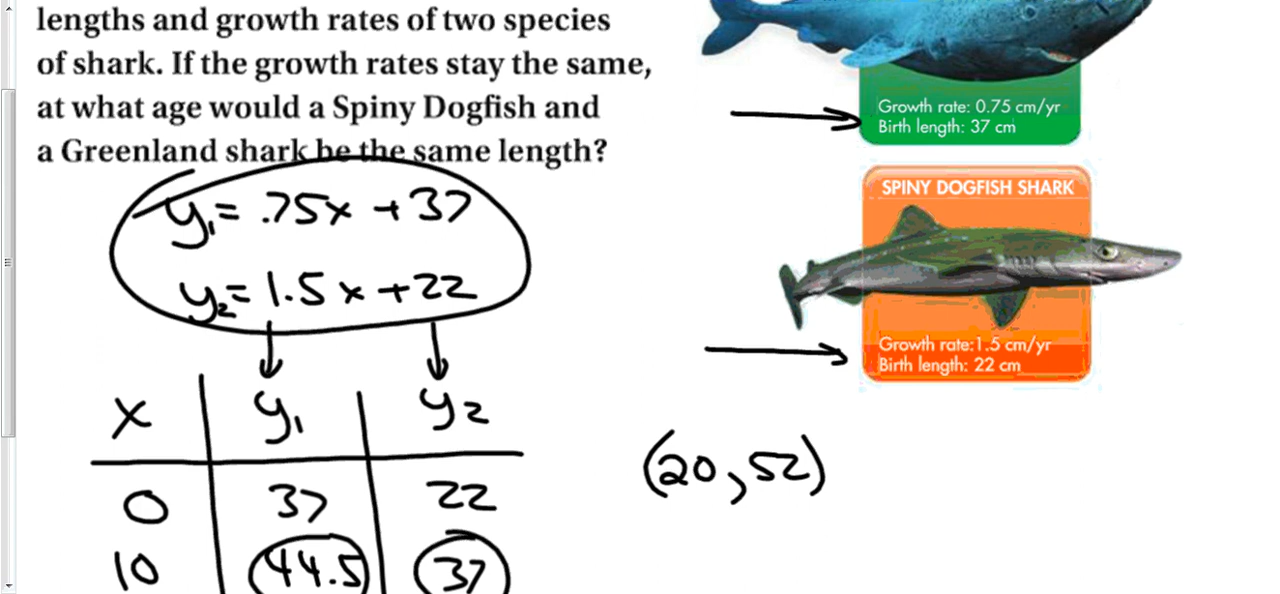 lengths and growth rates of two species
of shark. If the growth rates stay the same,
at what age would a Spiny Dogfish and
a Greenland shark be the same length?
y₁ = .75x + 37
y₂ = 1.5x + 22
x y₁ y₂
0 37 22
10 44.5 37
Growth rate: 0.75 cm/yr
Birth length: 37 cm
SPINY DOGFISH SHARK
Growth rate:1.5 cm/yr
Birth length: 22 cm
(20,52)